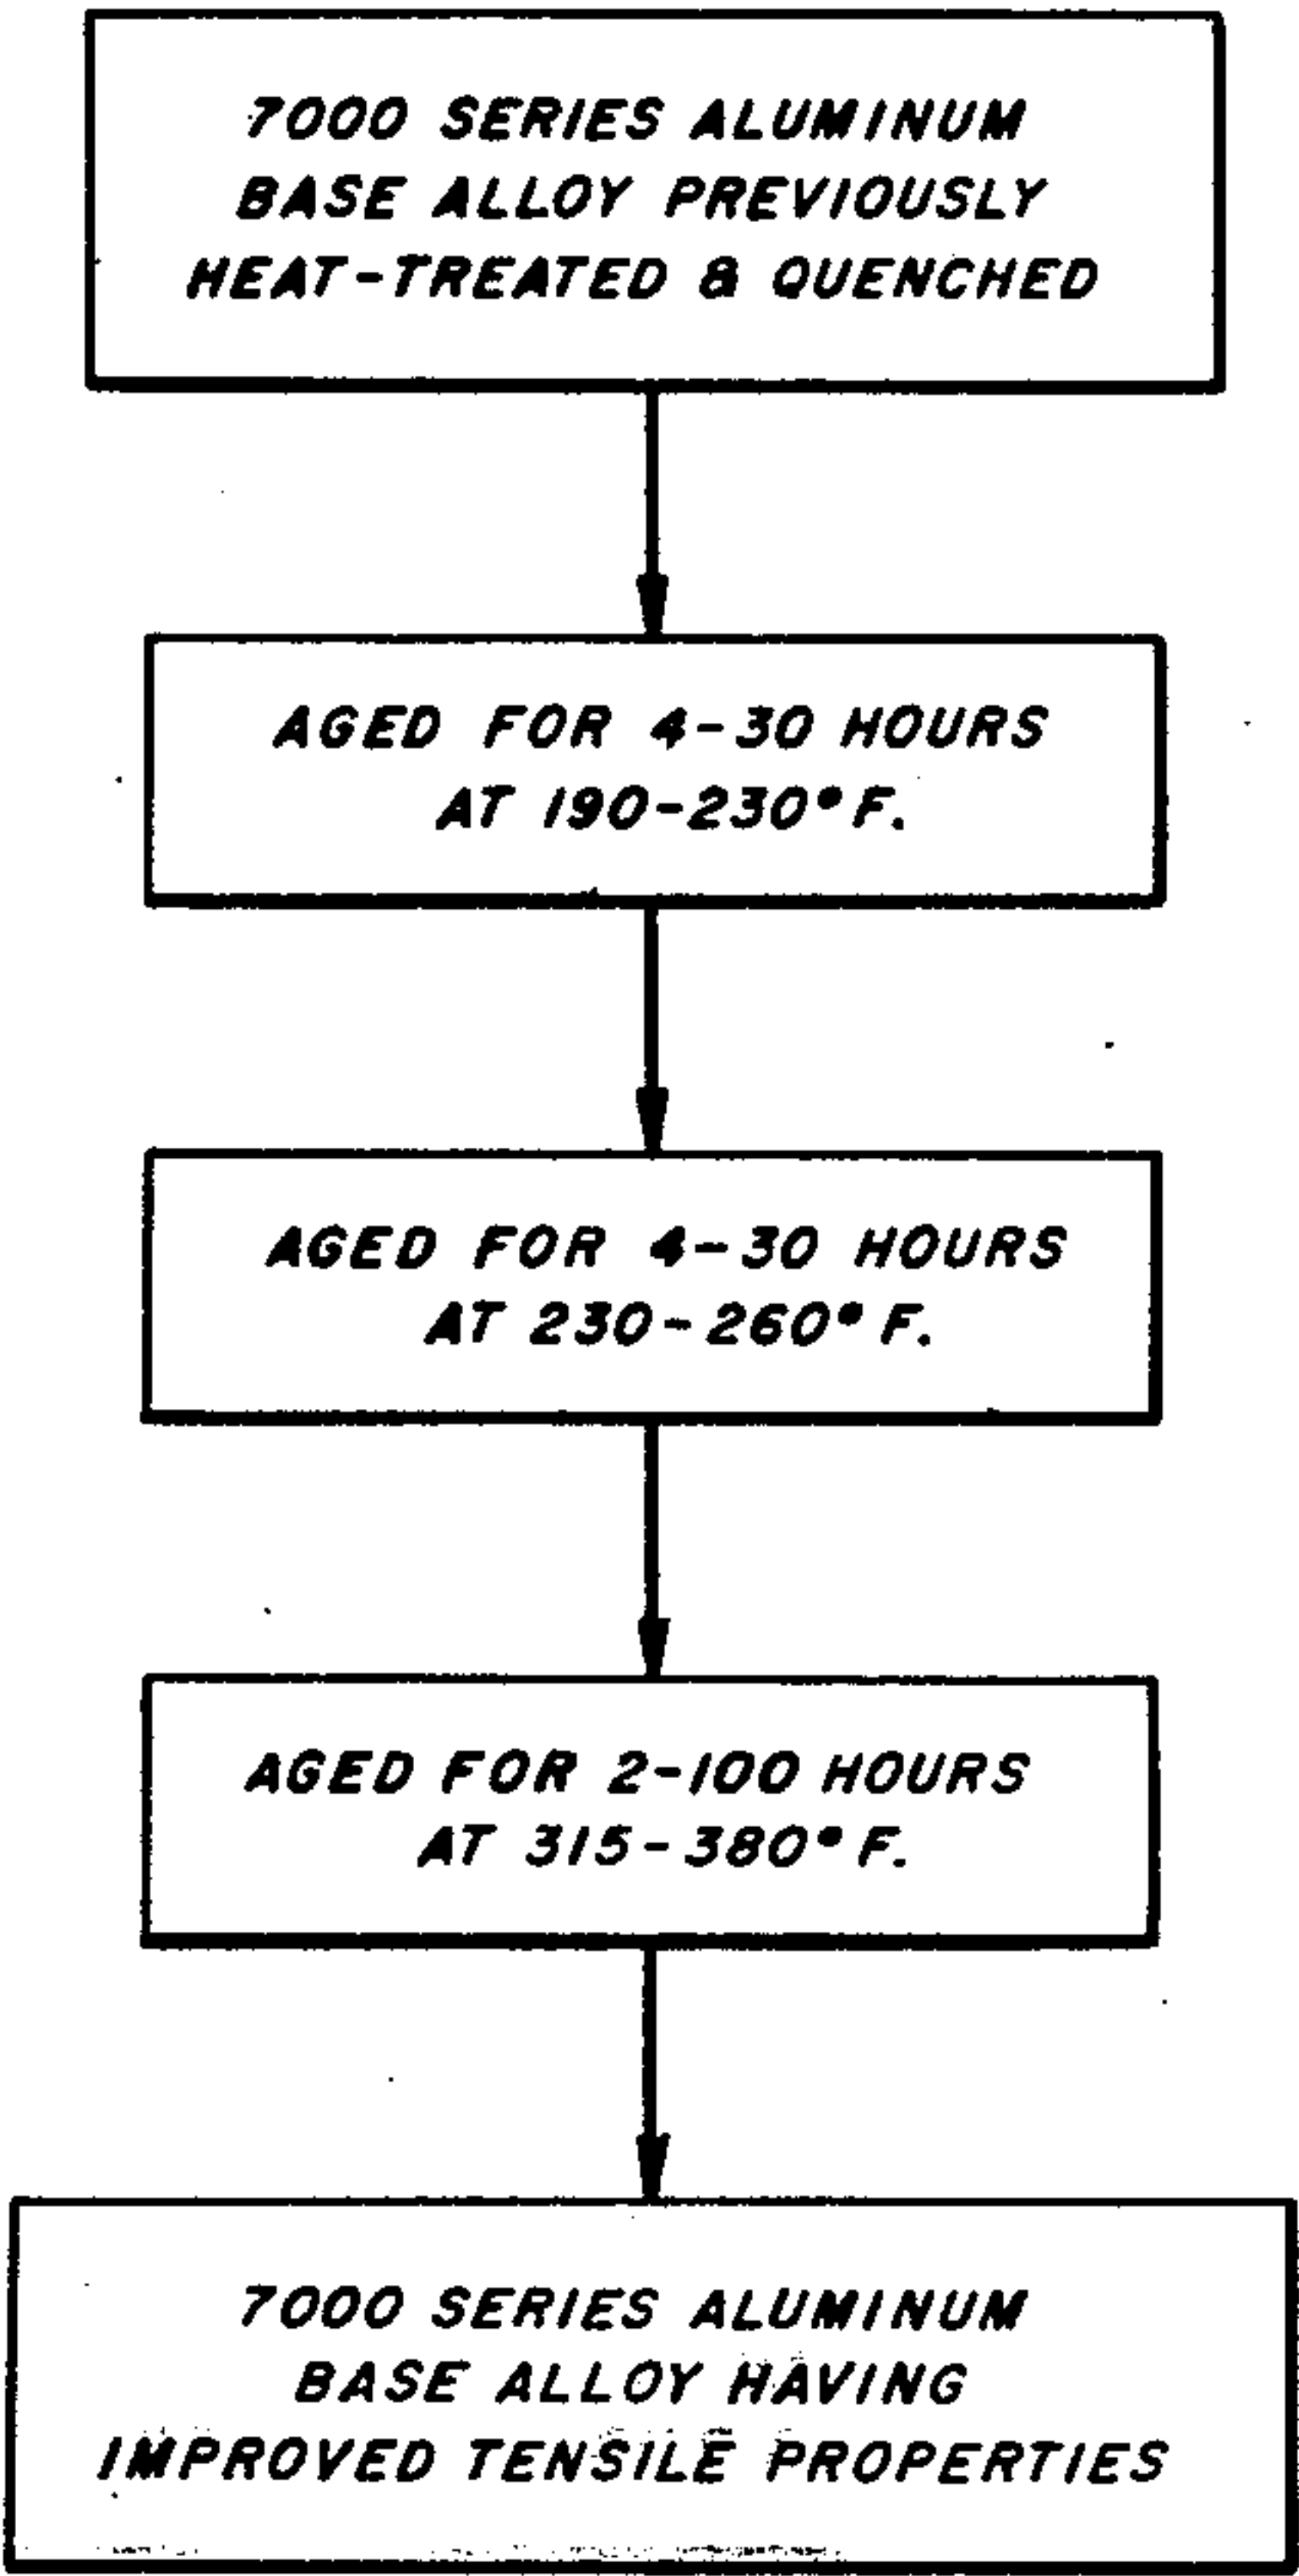 7000 SERIES ALUMINUM
BASE ALLOY PREVIOUSLY
HEAT-TREATED & QUENCHED
AGED FOR 4-30 HOURS
AT 190-230° F.
AGED FOR 4-30 HOURS
AT 230-260° F.
AGED FOR 2-100 HOURS
AT 315-380° F.
7000 SERIES ALUMINUM
BASE ALLOY HAVING
IMPROVED TENSILE PROPERTIES